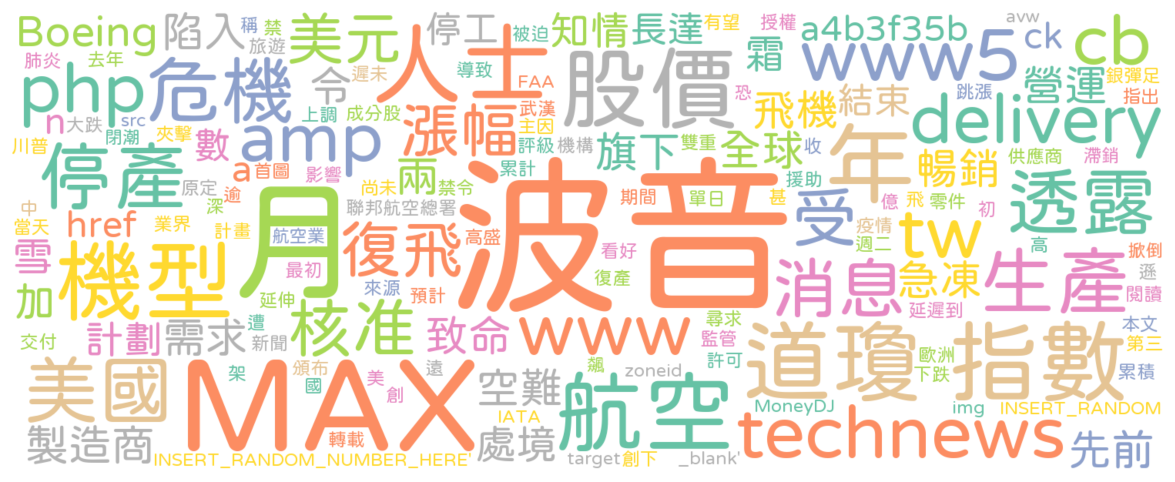 Boeing 陷入 稱 禁 美元 人士 停工 被迫 知情 長達 有望 授權 a4b3f35b avw ck cb
肺炎 去年 旅遊 遲未 導致 FAA 股價 霜 www5 營運 銀彈足
php 危機 令 漲幅 武漢 恐 飛機 結束 跳漲 指出
n 大跌 src 上調 成分股 主因 delivery
川普 閉潮 夾擊 數 amp 評級 機構 雙重 旗下 全球 收 年 暢銷 供應商 滯銷
停產 a 首圖 影響 兩 累計 援助
原定 深 逾 月 尚未 禁令 波音 期間 單日 甚 受 億 飛 零件 初 透露
中 當天 href 業界 計畫 航空業 聯邦航空總署 高盛 疫情 週二 tw 高 掀倒
雪 機型 最初 復飛 看好 消息 急凍 生產 遜
加 延伸 來源 預計 復產 延遲到 閱讀
交付 計劃 需求 遭 新聞 核准 致命 www 尋求 監管 道瓊 指數 本文 第三
美國 架 頒布 國 MAX 美 創 遠 空難 飆 航空 zoneid 許可 歐洲 下跌 累積
IATA MoneyDJ img INSERT_RANDOM
製造商 轉載 處境 technews 先前
INSERT_RANDOM_NUMBER_HERE' target 創下 _blank'